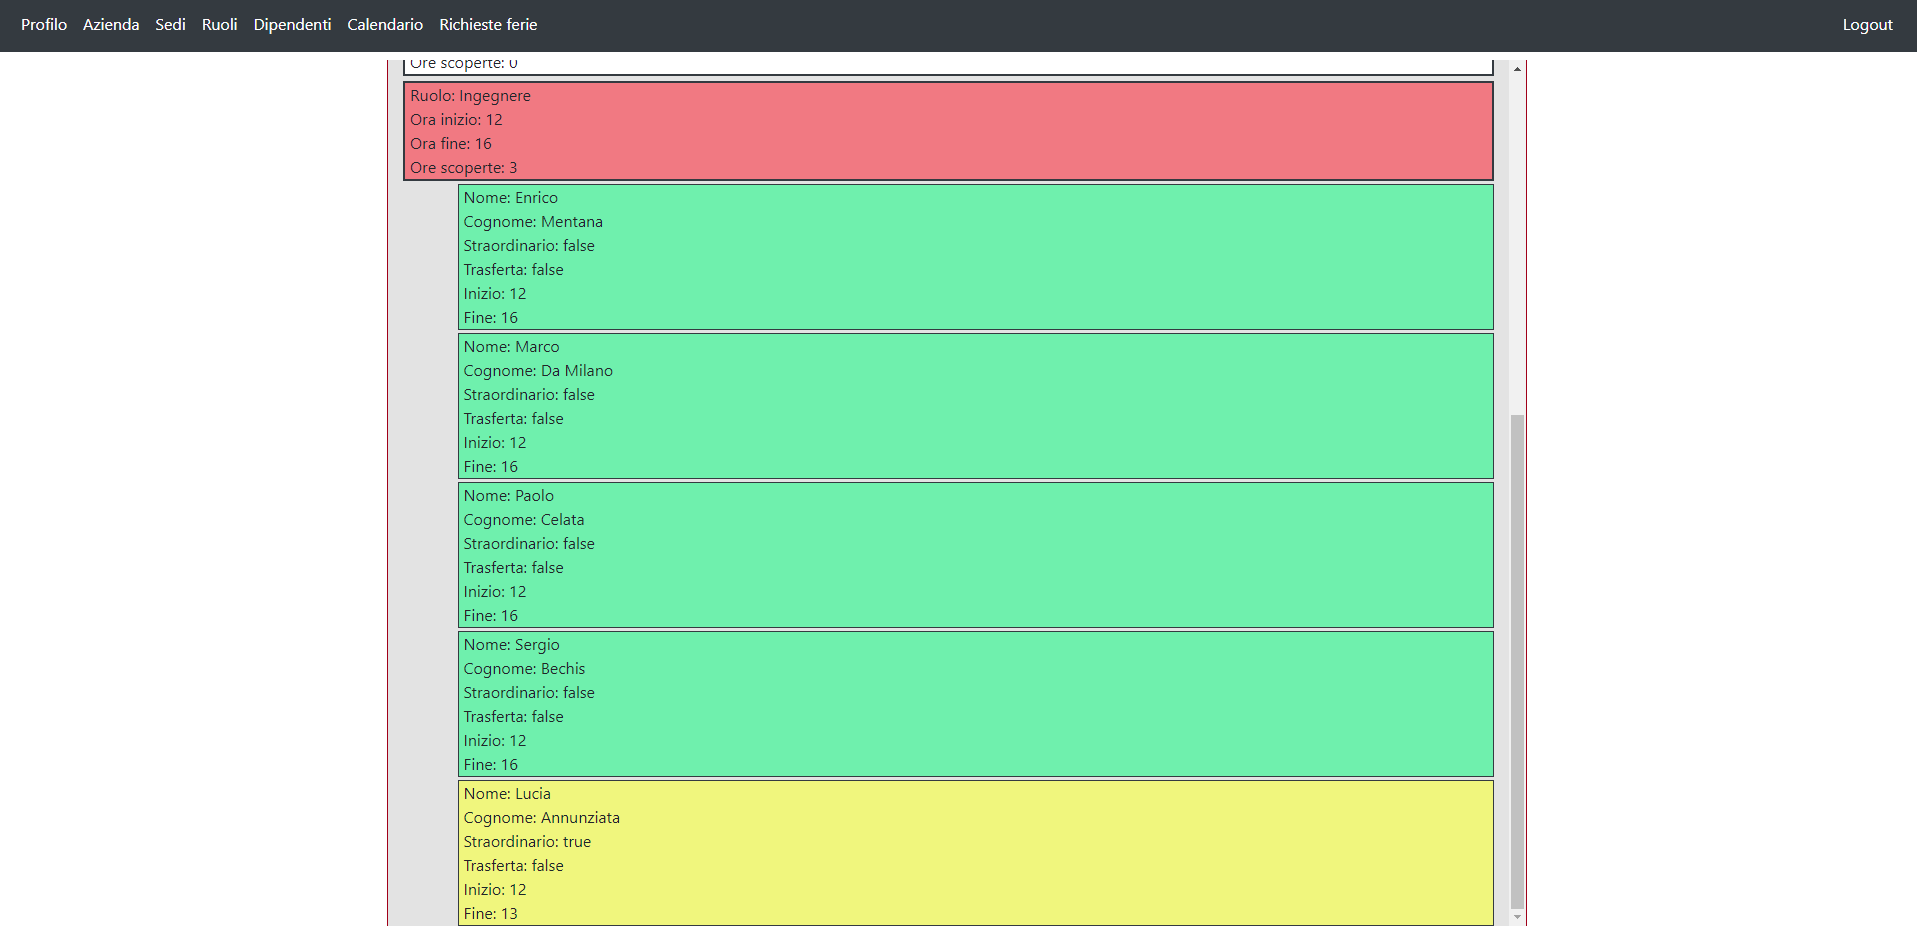 Profilo Azienda Sedi Ruoli Dipendenti Calendario Richieste ferie Logout
Ore scoperte: 0
Ruolo: Ingegnere
Ora inizio: 12
Ora fine: 16
Ore scoperte: 3
Nome: Enrico
Cognome: Mentana
Straordinario: false
Trasferta: false
Inizio: 12
Fine: 16
Nome: Marco
Cognome: Da Milano
Straordinario: false
Trasferta: false
Inizio: 12
Fine: 16
Nome: Paolo
Cognome: Celata
Straordinario: false
Trasferta: false
Inizio: 12
Fine: 16
Nome: Sergio
Cognome: Bechis
Straordinario: false
Trasferta: false
Inizio: 12
Fine: 16
Nome: Lucia
Cognome: Annunziata
Straordinario: true
Trasferta: false
Inizio: 12
Fine: 13